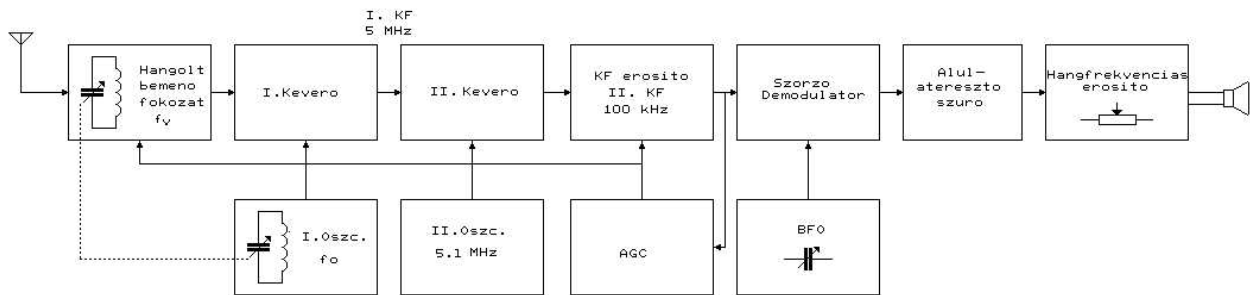 I. KF
5 MHz
Hangolt
bemeno
fokozat
fv
I.Kevero
II.Kevero
KF erosito
II. KF
100 kHz
Szorzo
Demodulator
Alul-
atereszto
szuro
Hangfrekvencias
erosito
I.Oszc.
fo
II.Oszc.
5.1 MHz
AGC
BFO